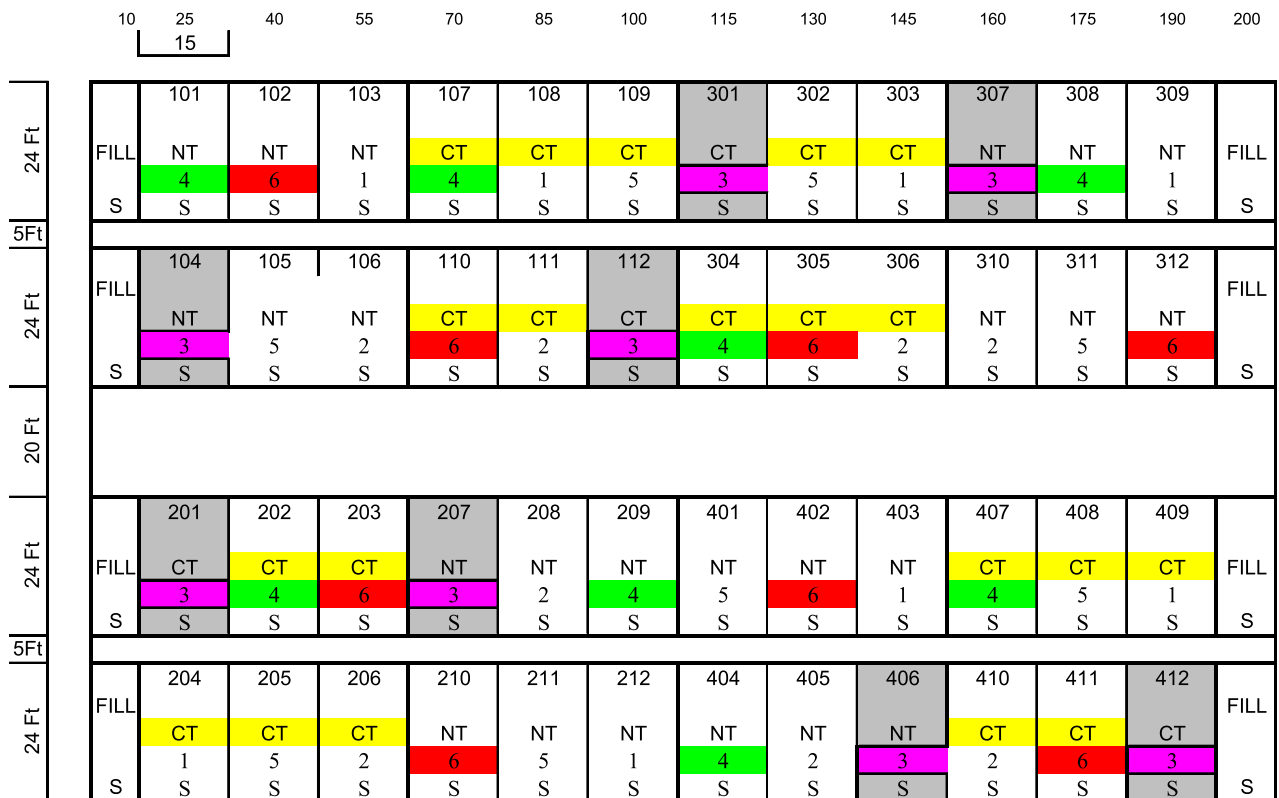 10 25 40 55 70 85 100 115 130 145 160 175 190 200
15
24 Ft
101 102 103 107 108 109 301 302 303 307 308 309
FILL NT NT NT CT CT CT CT CT CT NT NT NT FILL
4 6 1 4 1 5 3 5 1 3 4 1
S S S S S S S S S S S S S S
5Ft
24 Ft
104 105 106 110 111 112 304 305 306 310 311 312
FILL FILL
NT NT NT CT CT CT CT CT CT NT NT NT
3 5 2 6 2 3 4 6 2 2 5 6
S S S S S S S S S S S S S S
20 Ft
24 Ft
201 202 203 207 208 209 401 402 403 407 408 409
FILL CT CT CT NT NT NT NT NT NT CT CT CT FILL
3 4 6 3 2 4 5 6 1 4 5 1
S S S S S S S S S S S S S S
5Ft
24 Ft
204 205 206 210 211 212 404 405 406 410 411 412
FILL FILL
CT CT CT NT NT NT NT NT NT CT CT CT
1 5 2 6 5 1 4 2 3 2 6 3
S S S S S S S S S S S S S S